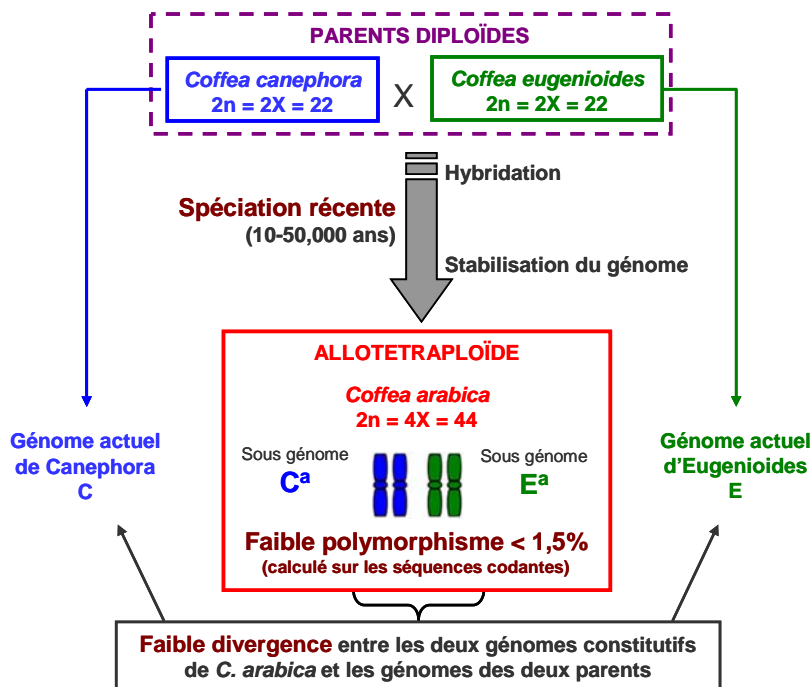 PARENTS DIPLOÏDES
Coffea canephora
2n = 2X = 22
X
Coffea eugenioides
2n = 2X = 22
Hybridation
Spéciation récente
(10-50,000 ans)
Stabilisation du génome
ALLOTETRAPLOÏDE
Coffea arabica
2n = 4X = 44
Sous génome
Cª
Sous génome
Eª
Faible polymorphisme < 1,5%
(calculé sur les séquences codantes)
Génome actuel
de Canephora
C
Génome actuel
d'Eugenioides
E
Faible divergence entre les deux génomes constitutifs
de C. arabica et les génomes des deux parents